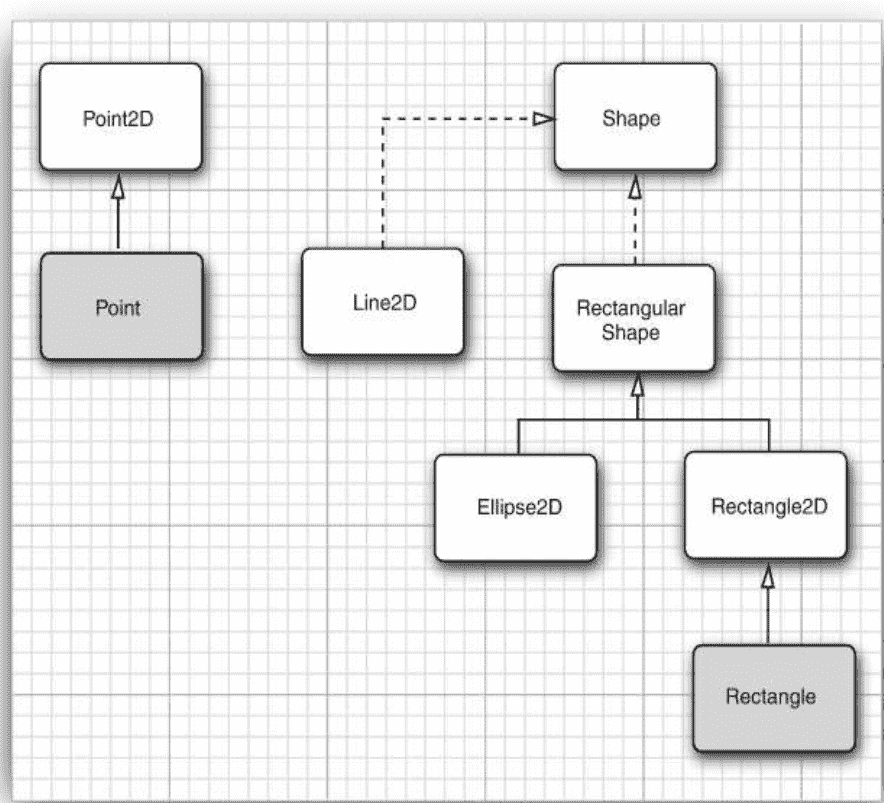 Point2D
Shape
Point
Line2D
Rectangular
Shape
Ellipse2D
Rectangle2D
Rectangle